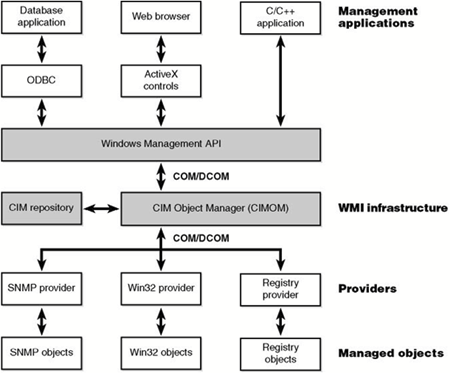 Database
application
Web browser
C/C++
application
Management
applications
ODBC
ActiveX
controls
Windows Management API
COM/DCOM
CIM repository
CIM Object Manager (CIMOM)
WMI infrastructure
COM/DCOM
SNMP provider
Win32 provider
Registry
provider
Providers
SNMP objects
Win32 objects
Registry
objects
Managed objects